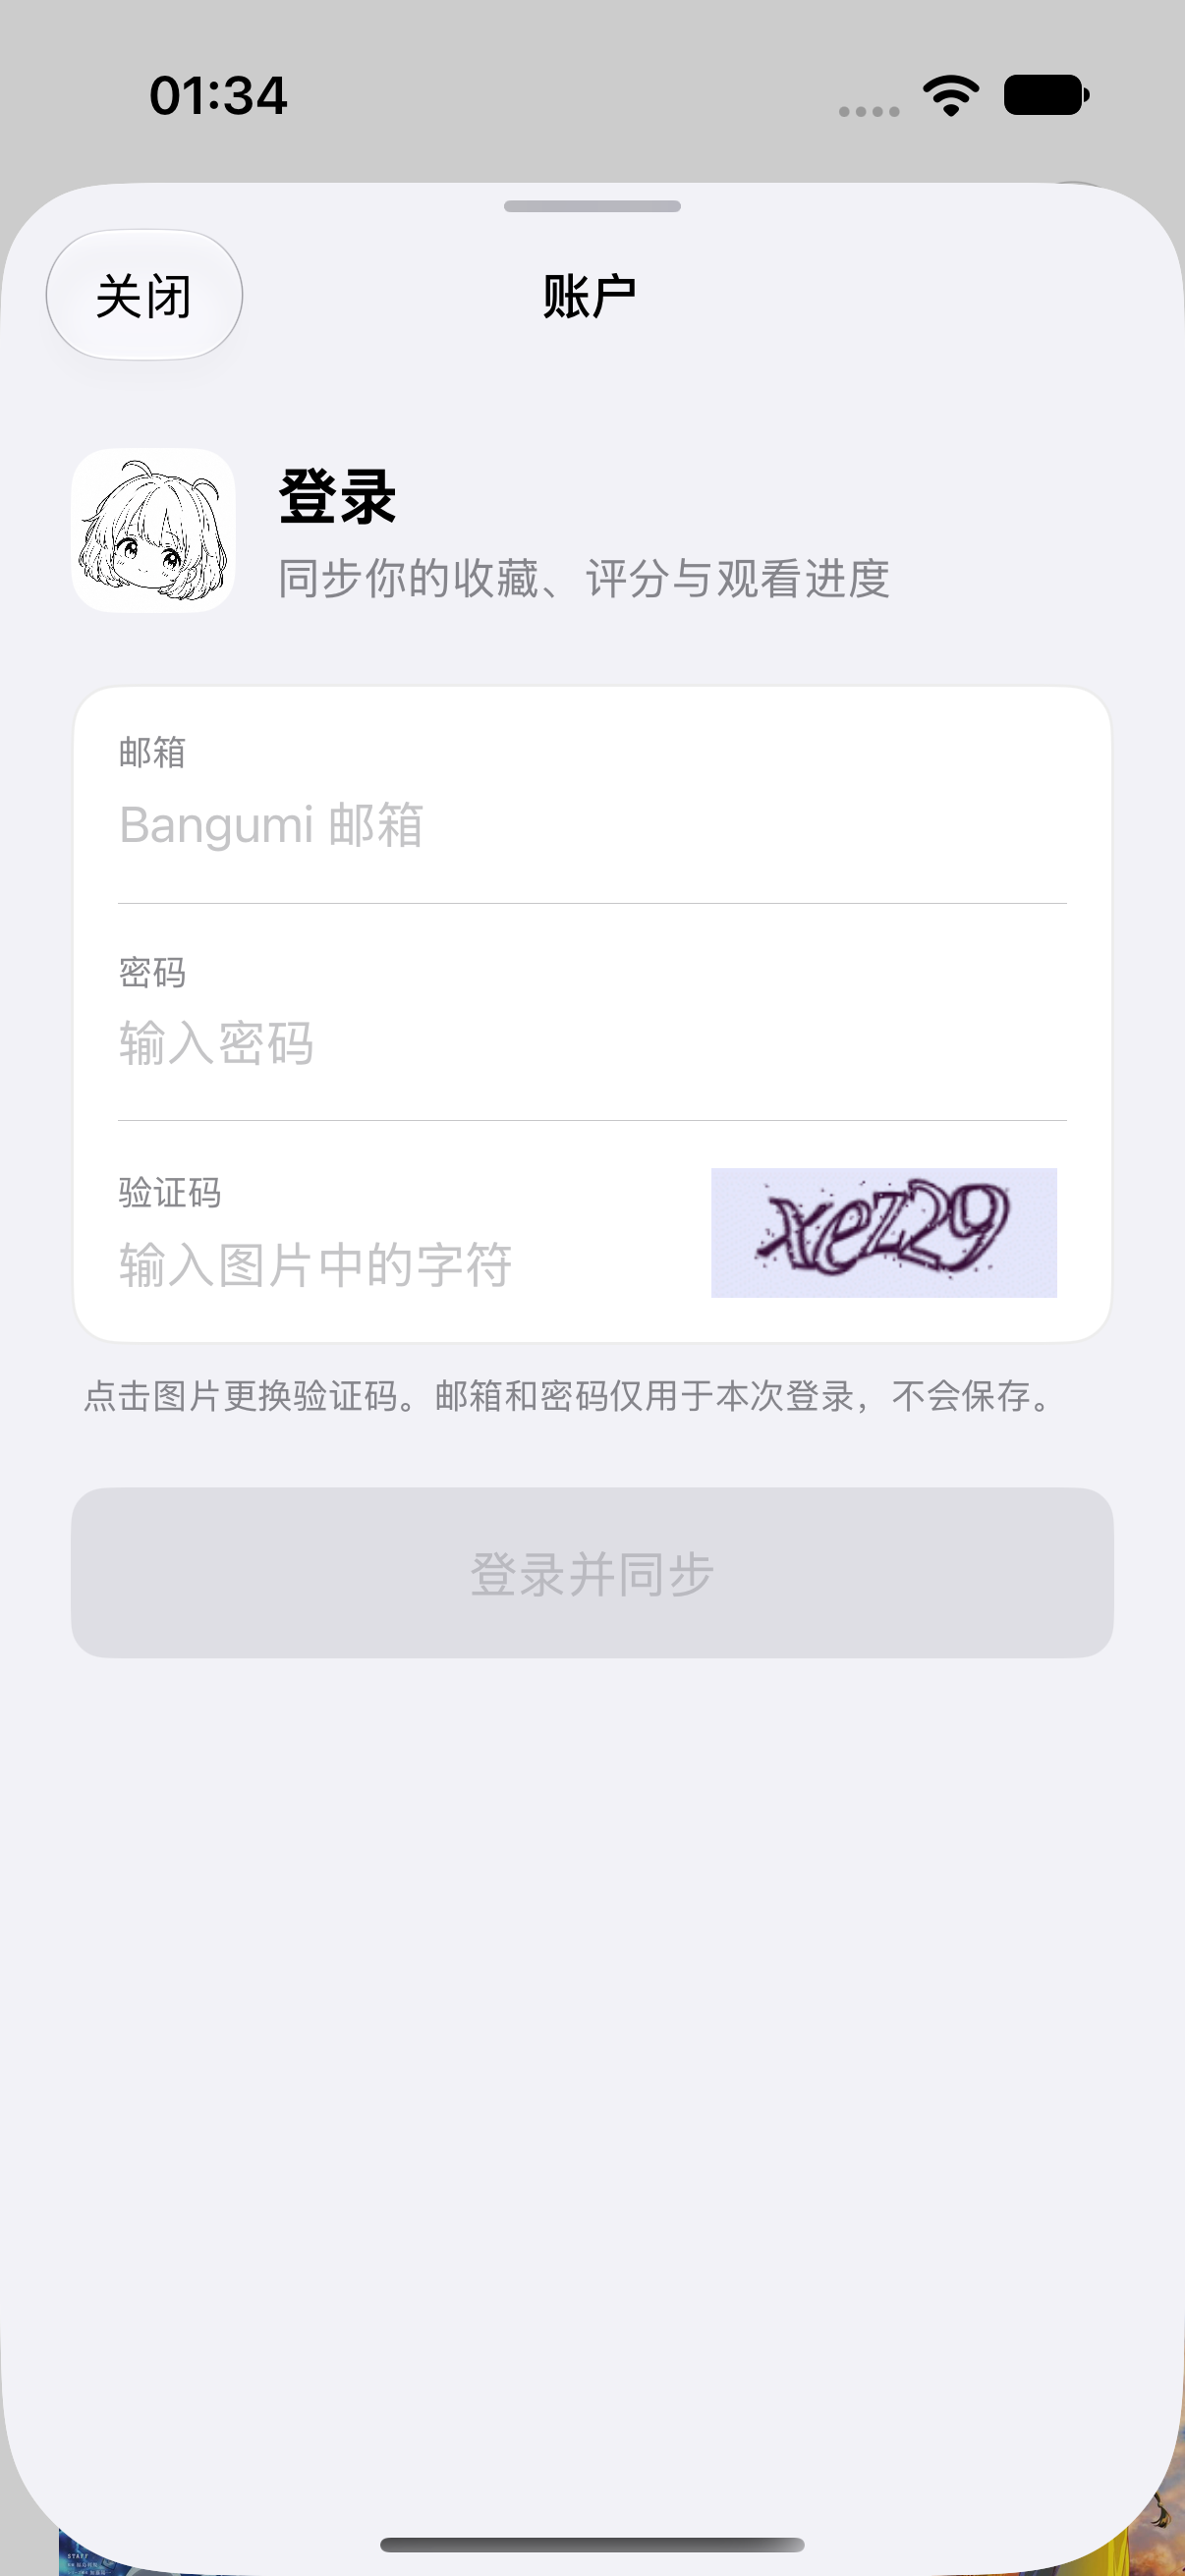 01:34
关闭
账户
登录
同步你的收藏、评分与观看进度
邮箱
Bangumi 邮箱
密码
输入密码
验证码
xez29
输入图片中的字符
点击图片更换验证码。邮箱和密码仅用于本次登录，不会保存。
登录并同步
STAFF